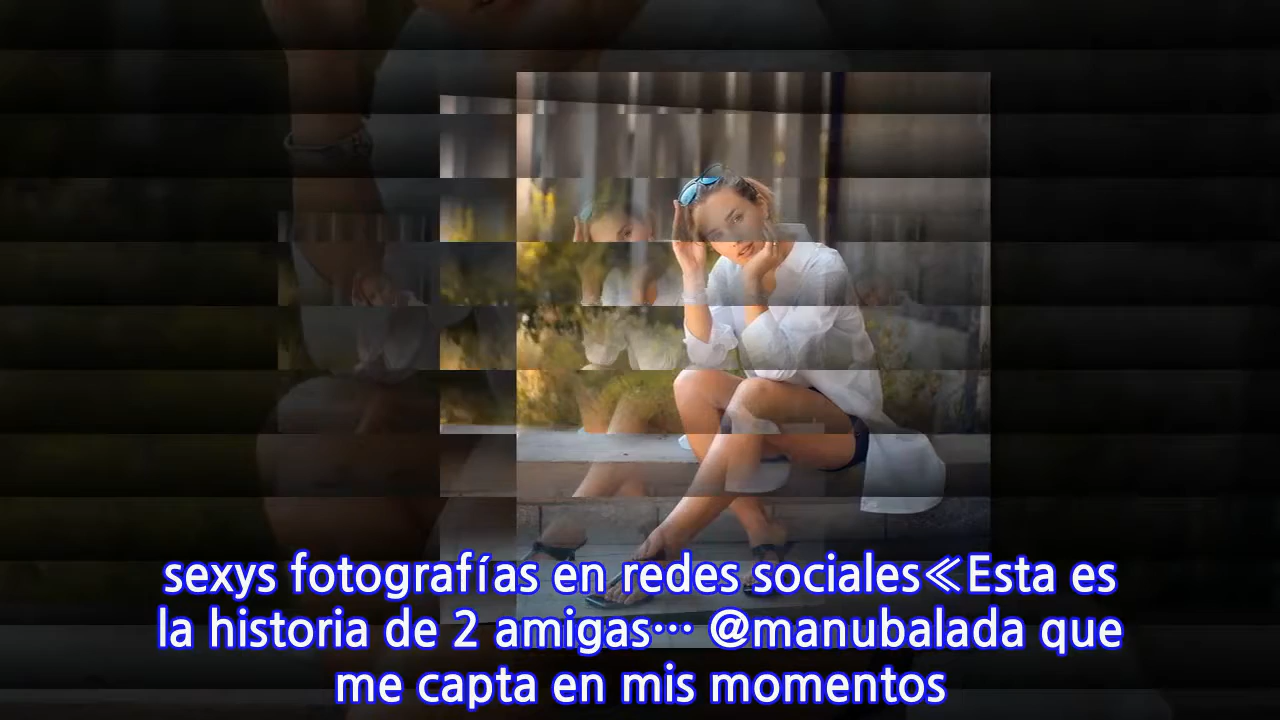 sexys fotografías en redes sociales≪Esta es
la historia de 2 amigas… @manubalada que
me capta en mis momentos